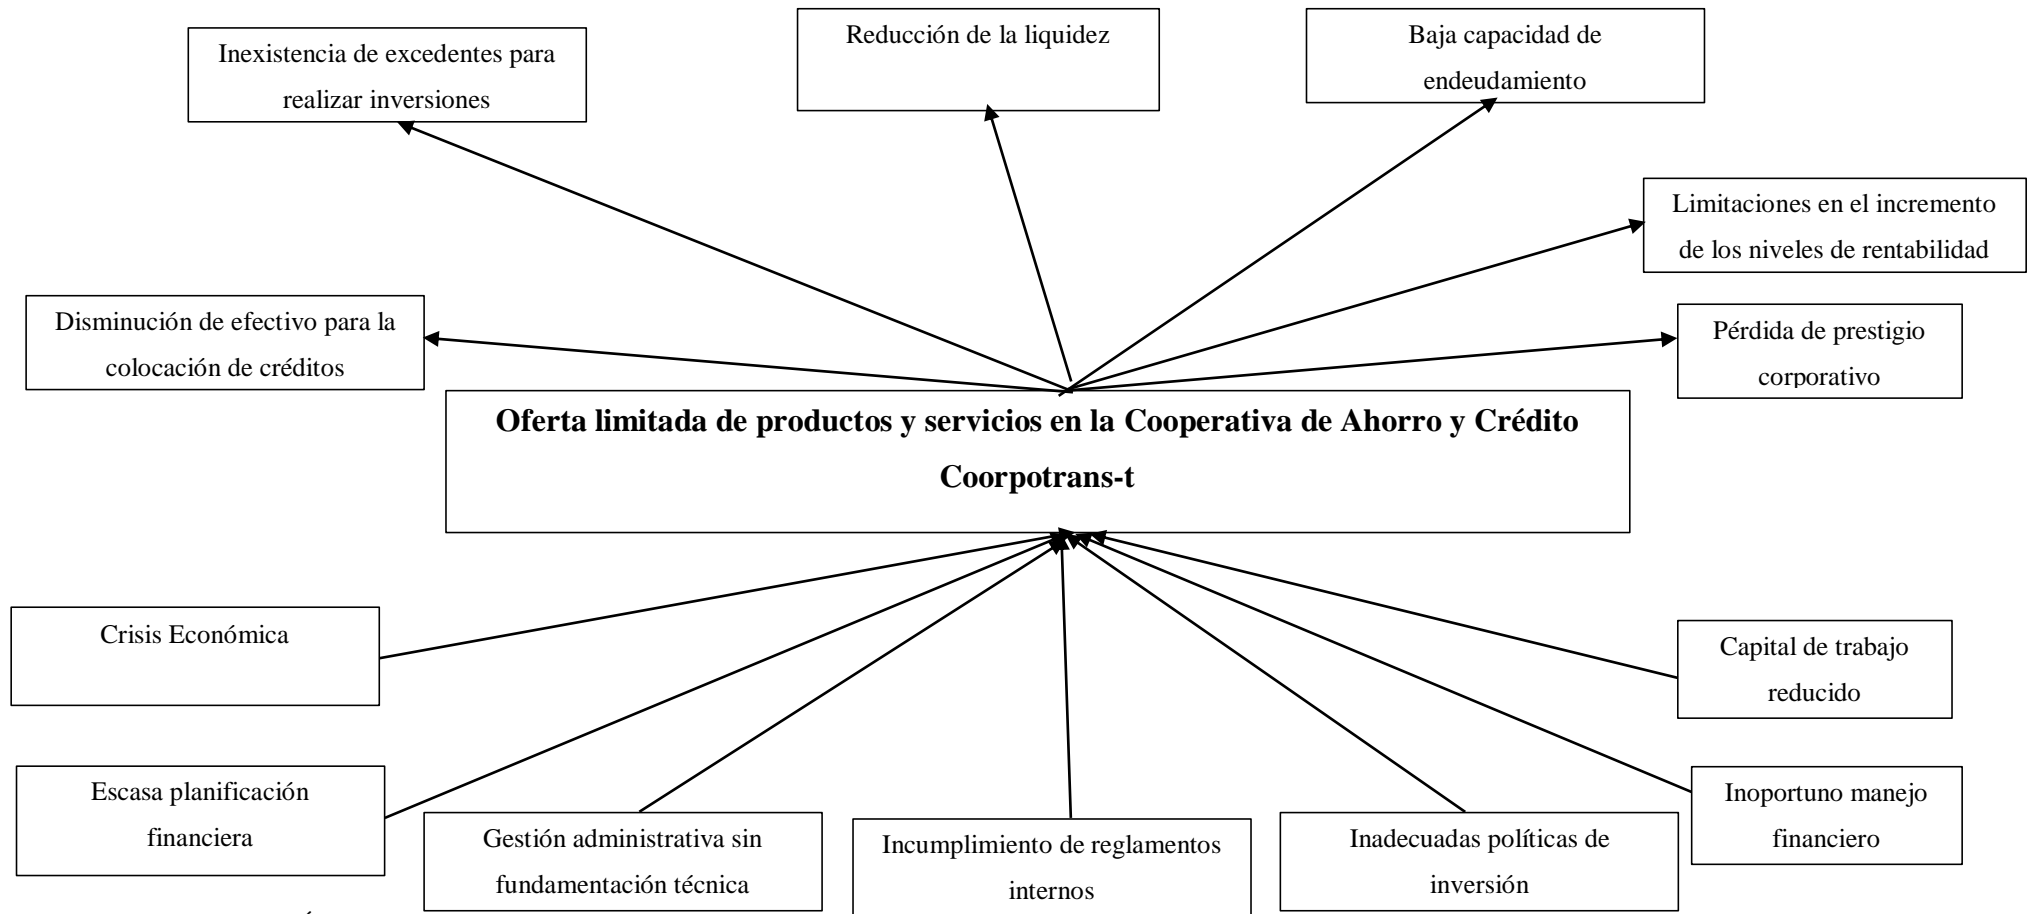 Inexistencia de excedentes para
realizar inversiones
Reducción de la liquidez
Baja capacidad de
endeudamiento
Limitaciones en el incremento
de los niveles de rentabilidad
Disminución de efectivo para la
colocación de créditos
Pérdida de prestigio
corporativo
Oferta limitada de productos y servicios en la Cooperativa de Ahorro y Crédito
Coorpotrans-t
Crisis Económica
Capital de trabajo
reducido
Escasa planificación
financiera
Gestión administrativa sin
fundamentación técnica
Incumplimiento de reglamentos
internos
Inadecuadas políticas de
inversión
Inoportuno manejo
financiero